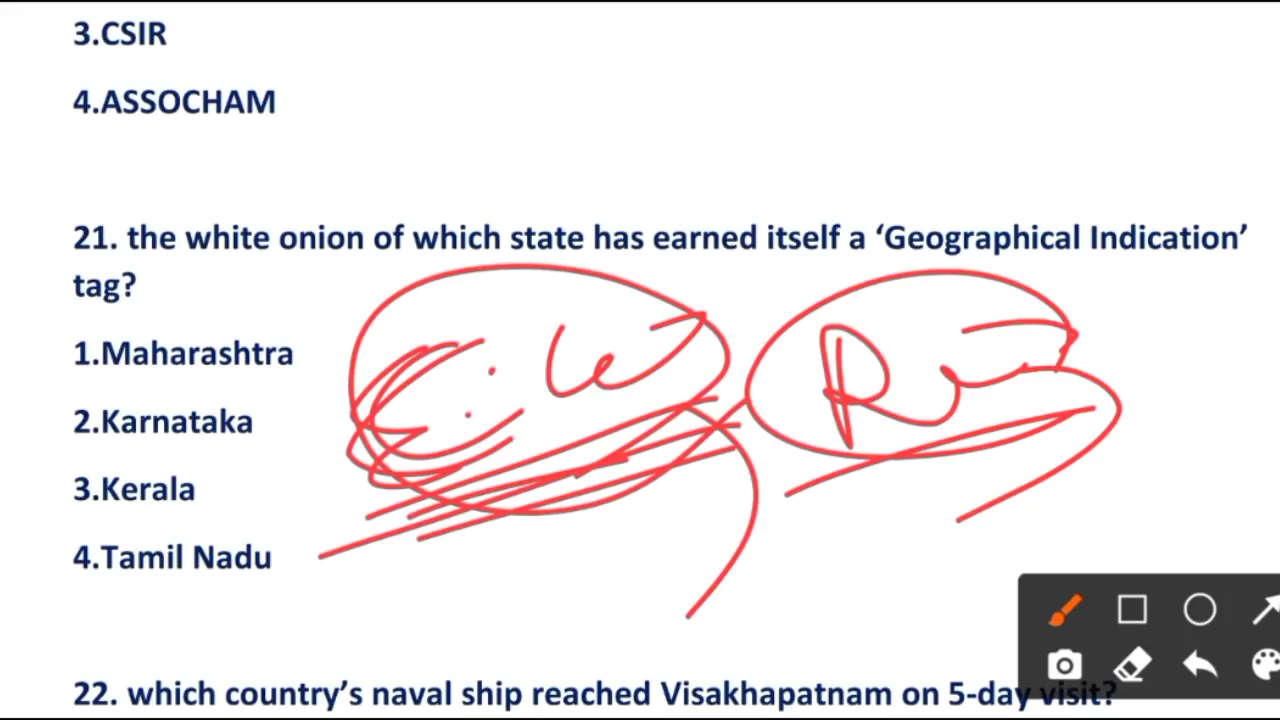 3.CSIR
4.ASSOCHAM
21. the white onion of which state has earned itself a ‘Geographical Indication’
tag?
1.Maharashtra
2.Karnataka
3.Kerala
4.Tamil Nadu
22. which country’s naval ship reached Visakhapatnam on 5-day visit?